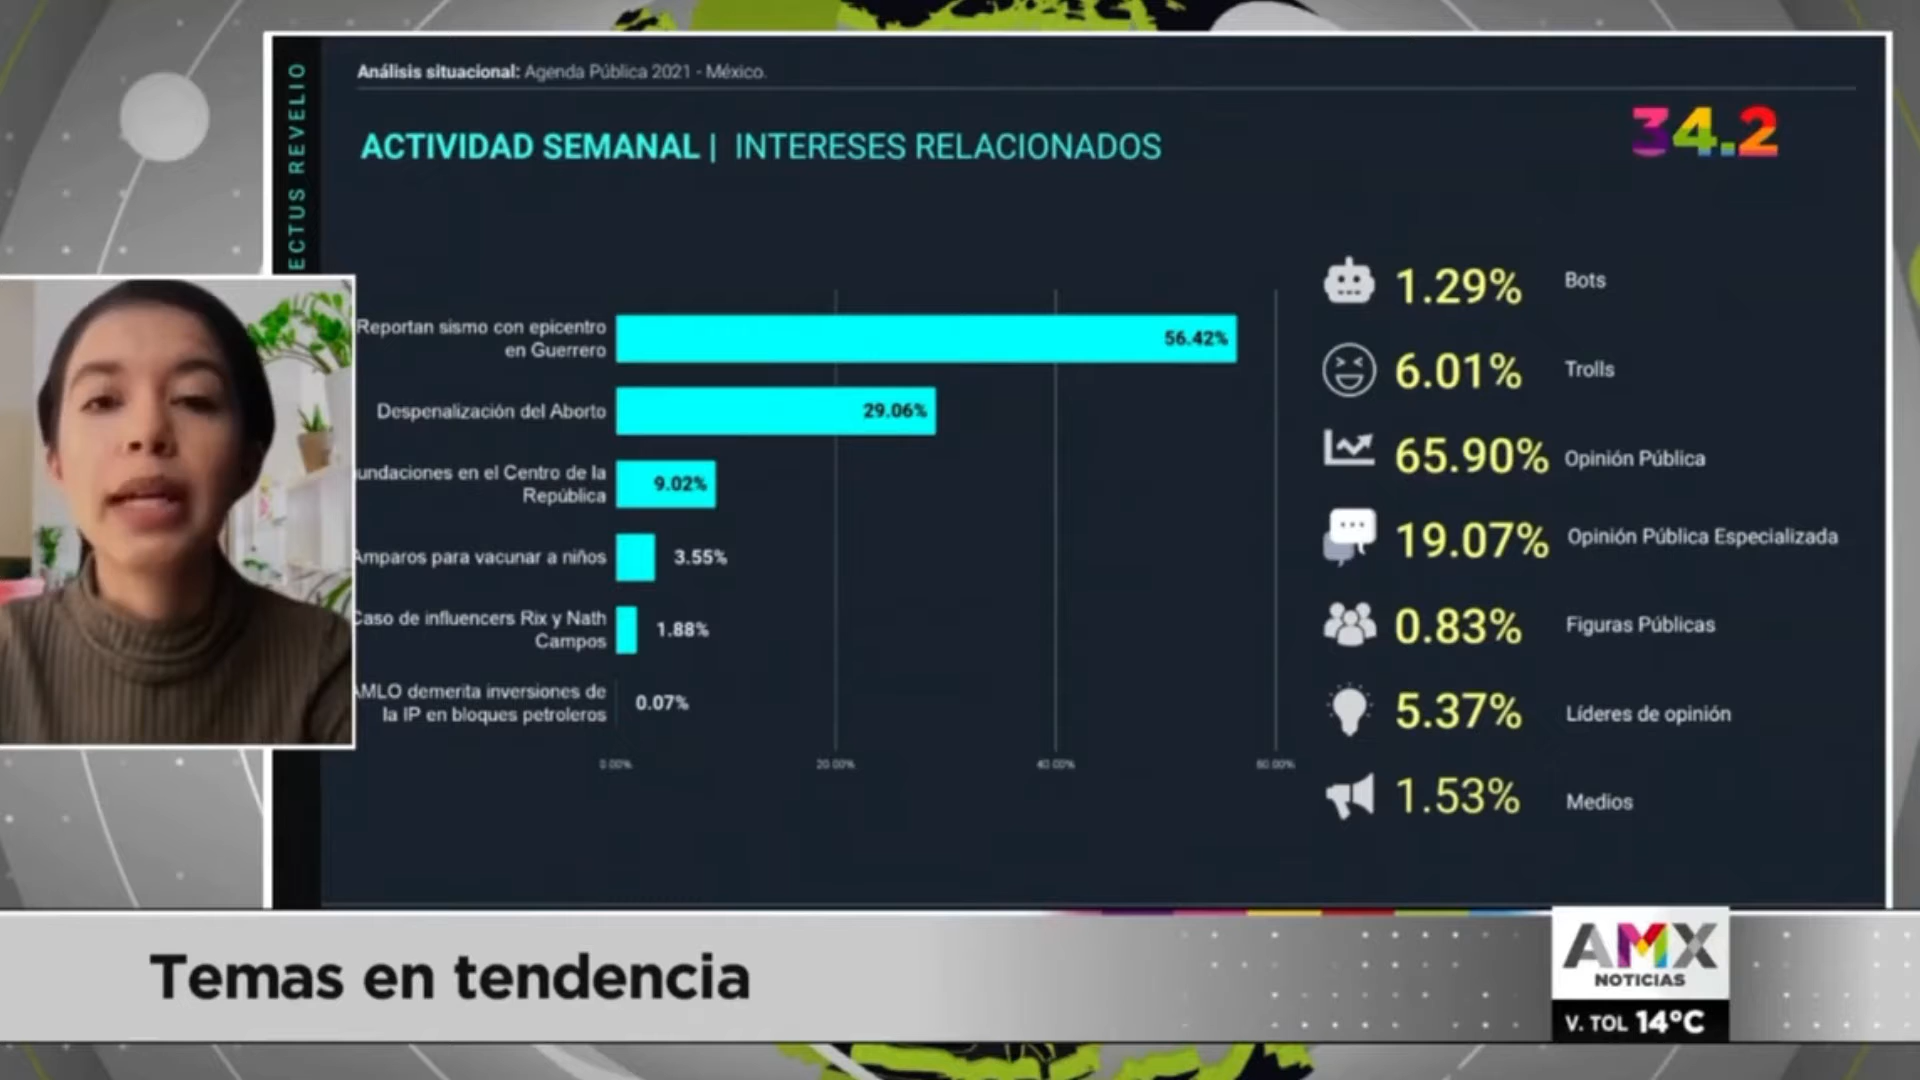 Análisis situacional: Agenda Pública 2021 - México.
ACTIVIDAD SEMANAL | INTERESES RELACIONADOS
34.2
ECTUS REVELIO
Reportan sismo con epicentro
en Guerrero
56.42%
Despenalización del Aborto
29.06%
undaciones en el Centro de la
República
9.02%
Amparos para vacunar a niños
3.55%
Caso de influencers Rix y Nath
Campos
1.88%
AMLO demerita inversiones de
la IP en bloques petroleros
0.07%
0.00%
20.00%
40.00%
60.00%
1.29% Bots
6.01% Trolls
65.90% Opinión Pública
19.07% Opinión Pública Especializada
0.83% Figuras Públicas
5.37% Líderes de opinión
1.53% Medios
Temas en tendencia
AMX
NOTICIAS
V. TOL 14°C